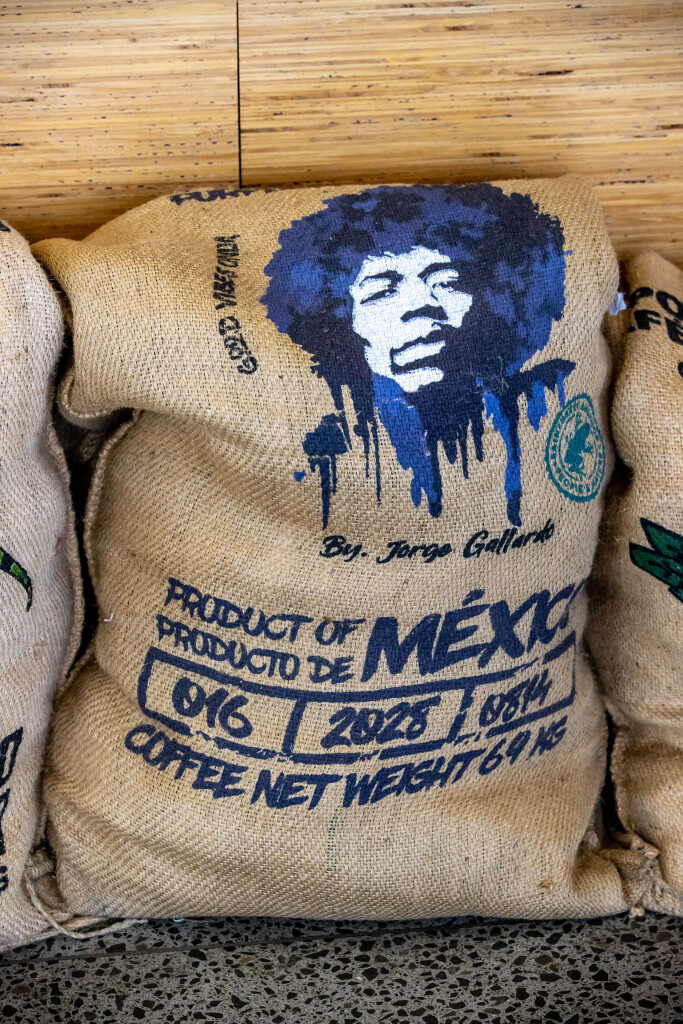 GOOD VIBES ONLY
By. Jorge Gallardo
PRODUCT OF
PRODUCTO DE
MÉXICO
016 2028 0814
COFFEE NET WEIGHT 69 KG